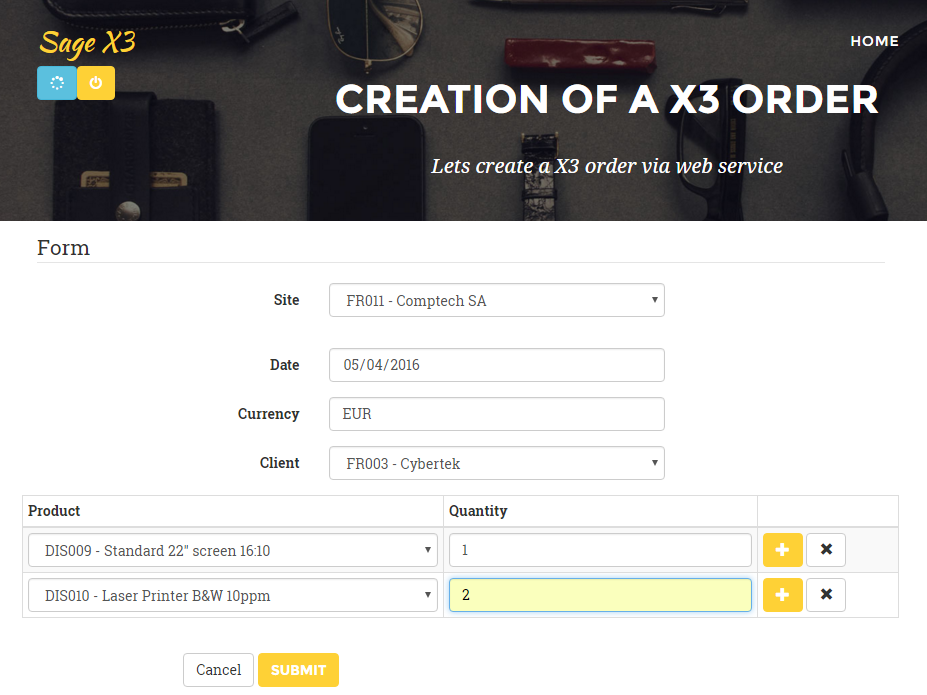 Sage X3
HOME
CREATION OF A X3 ORDER
Lets create a X3 order via web service
Form
Site FR011 - Comptech SA
Date 05/04/2016
Currency EUR
Client FR003 - Cybertek
Product Quantity
DIS009 - Standard 22" screen 16:10 1
DIS010 - Laser Printer B&W 10ppm 2
Cancel SUBMIT